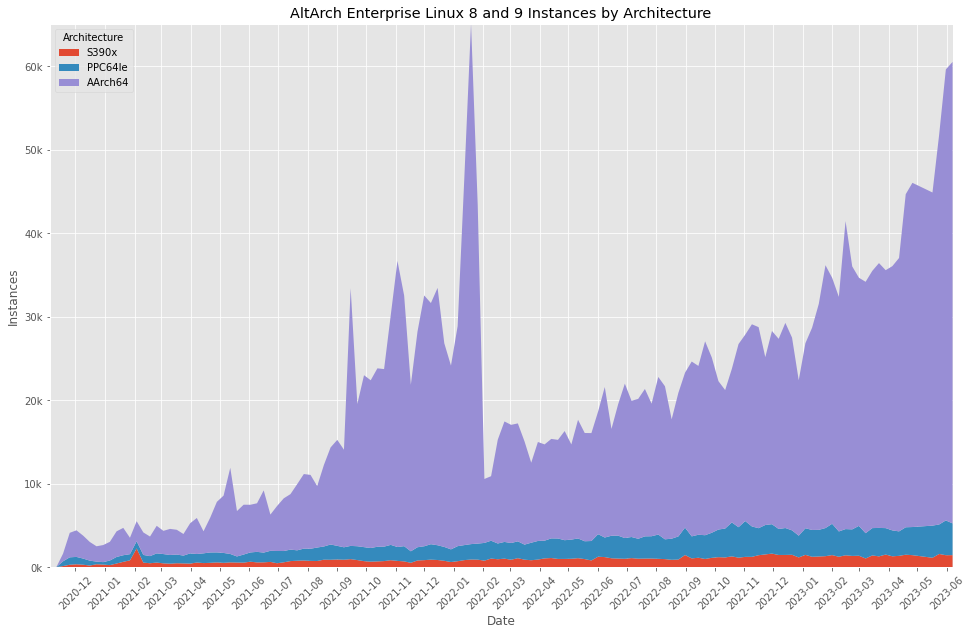 AltArch Enterprise Linux 8 and 9 Instances by Architecture
Architecture
S390x
PPC64le
AArch64
Instances
60k
50k
40k
30k
20k
10k
0k
2020-12
2021-01
2021-02
2021-03
2021-04
2021-05
2021-06
2021-07
2021-08
2021-09
2021-10
2021-11
2021-12
2022-01
2022-02
2022-03
2022-04
2022-05
2022-06
2022-07
2022-08
2022-09
2022-10
2022-11
2022-12
2023-01
2023-02
2023-03
2023-04
2023-05
2023-06
Date